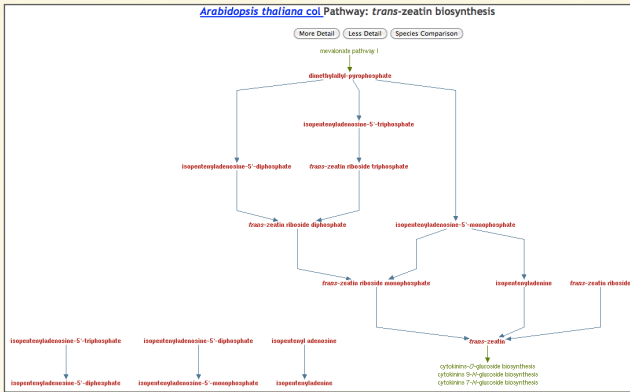 Arabidopsis thaliana col Pathway: trans-zeatin biosynthesis
More Detail Less Detail Species Comparison
mevalonate pathway I
dimethylallyl-pyrophosphate
isopentenyladenosine-5'-triphosphate
isopentenyladenosine-5'-diphosphate trans-zeatin riboside triphosphate
trans-zeatin riboside diphosphate isopentenyladenosine-5'-monophosphate
trans-zeatin riboside monophosphate isopentenyladenine trans-zeatin riboside
isopentenyladenosine-5'-triphosphate isopentenyladenosine-5'-diphosphate isopentenyl adenosine trans-zeatin
cytokinins-O-glucoside biosynthesis
cytokinins 9-N-glucoside biosynthesis
cytokinins 7-N-glucoside biosynthesis
isopentenyladenosine-5'-diphosphate isopentenyladenosine-5'-monophosphate isopentenyladenine